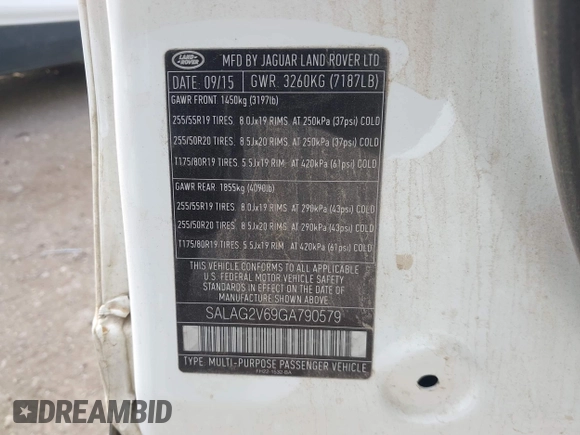 LAND ROVER
MFD BY JAGUAR LAND ROVER LTD
DATE: 09/15 GWR. 3260KG (7187LB)
GAWR FRONT 1450kg (3197lb)
255/55R19 TIRES 8.0Jx19 RIMS AT 250kPa (37psi) COLD
255/50R20 TIRES 8.5Jx20 RIMS AT 250kPa (37psi) COLD
T175/80R19 TIRES 5.5Jx19 RIM, AT 420kPa (61psi) COLD
GAWR REAR 1855kg (4090lb)
255/55R19 TIRES 8.0Jx19 RIMS AT 290kPa (43psi) COLD
255/50R20 TIRES 8.5Jx20 RIMS AT 290kPa (43psi) COLD
T175/80R19 TIRES 5.5Jx19 RIM AT 420kPa (61psi) COLD
THIS VEHICLE CONFORMS TO ALL APPLICABLE
U.S. FEDERAL MOTOR VEHICLE SAFETY
STANDARDS IN EFFECT ON THE DATE OF
MANUFACTURE SHOWN ABOVE.
SALAG2V69GA790579
TYPE: MULTI-PURPOSE PASSENGER VEHICLE
DREAMBID